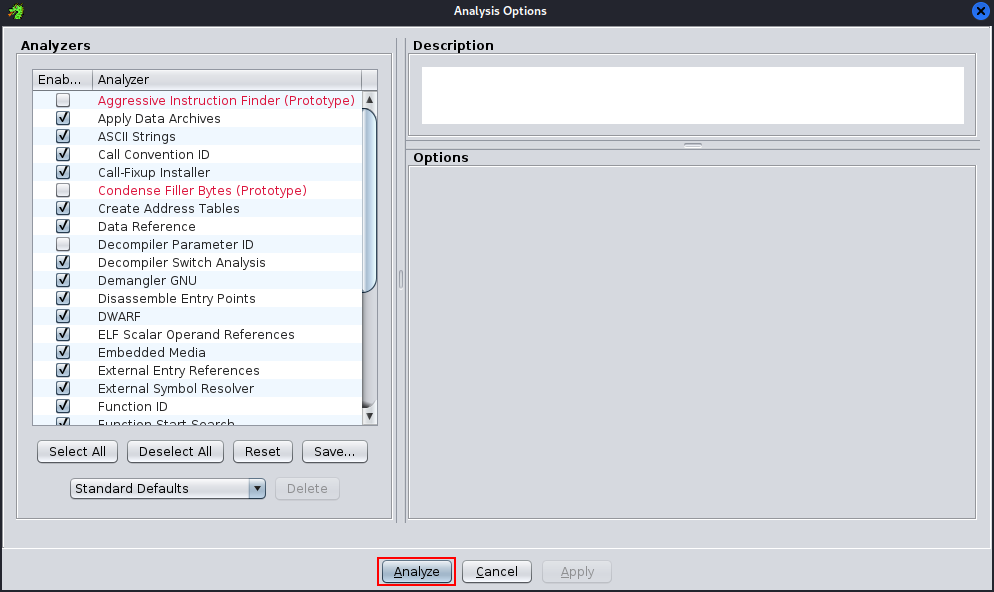 Analysis Options
Analyzers
Enab... Analyzer
Aggressive Instruction Finder (Prototype)
Apply Data Archives
ASCII Strings
Call Convention ID
Call-Fixup Installer
Condense Filler Bytes (Prototype)
Create Address Tables
Data Reference
Decompiler Parameter ID
Decompiler Switch Analysis
Demangler GNU
Disassemble Entry Points
DWARF
ELF Scalar Operand References
Embedded Media
External Entry References
External Symbol Resolver
Function ID
Function Start Search
Select All Deselect All Reset Save...
Standard Defaults Delete
Description
Options
Analyze Cancel Apply